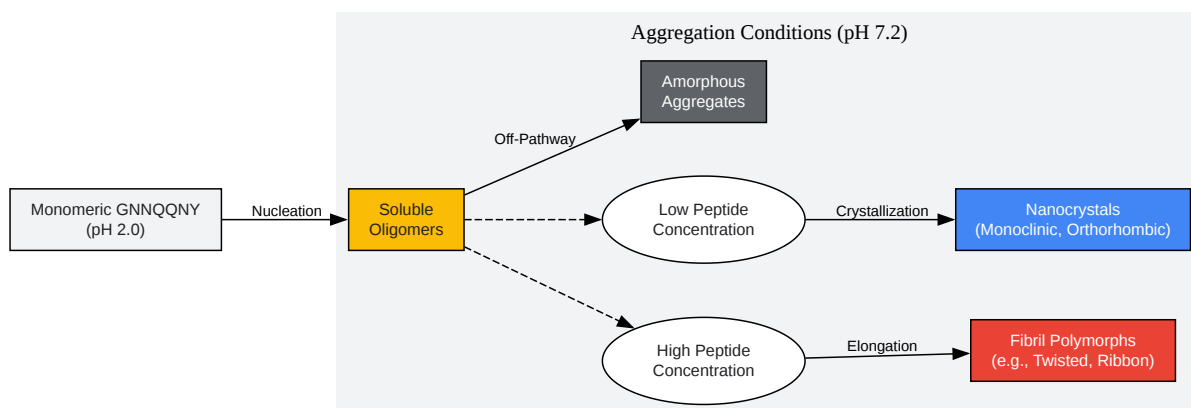 Aggregation Conditions (pH 7.2)
Amorphous
Aggregates
Off-Pathway
Monomeric GNNQQNY
(pH 2.0)
Nucleation
Soluble
Oligomers
Low Peptide
Concentration
Crystallization
Nanocrystals
(Monoclinic, Orthorhombic)
High Peptide
Concentration
Elongation
Fibril Polymorphs
(e.g., Twisted, Ribbon)